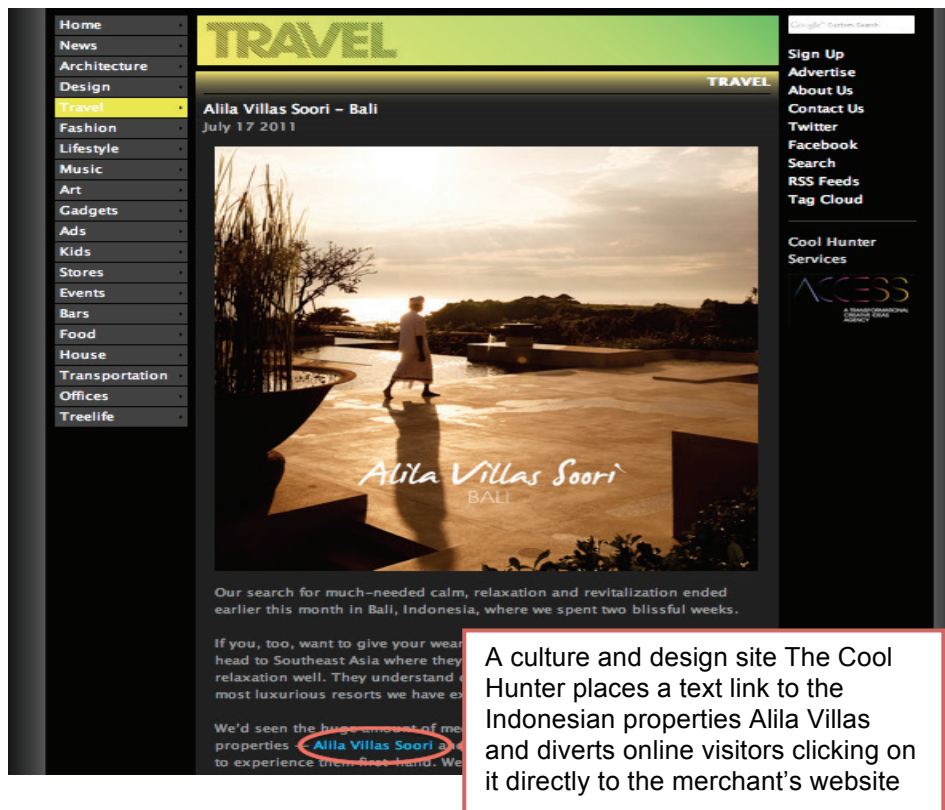 Home
News
Architecture
Design
Travel
Fashion
Lifestyle
Music
Art
Gadgets
Ads
Kids
Stores
Events
Bars
Food
House
Transportation
Offices
Treelife
TRAVEL
TRAVEL
Alila Villas Soori – Bali
July 17 2011
Alila Villas Soori
BALI
Our search for much-needed calm, relaxation and revitalization ended
earlier this month in Bali, Indonesia, where we spent two blissful weeks.
If you, too, want to give your
head to Southeast Asia where they
relaxation well. They understand
most luxurious resorts we have
We'd seen the huge amount of
properties – Alila Villas Soori
to experience them first-hand. We
Google™ Custom Search
Sign Up
Advertise
About Us
Contact Us
Twitter
Facebook
Search
RSS Feeds
Tag Cloud
Cool Hunter
Services
ACCESS
A TRANSFORMATIONAL
CREATIVE IDEAS
AGENCY
A culture and design site The Cool
Hunter places a text link to the
Indonesian properties Alila Villas
and diverts online visitors clicking on
it directly to the merchant's website